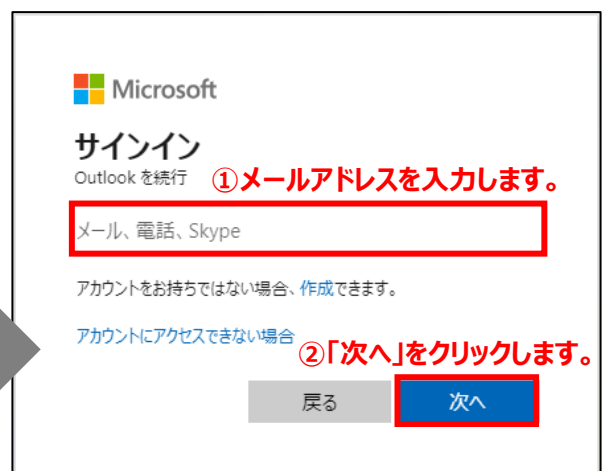 Microsoft
サインイン
Outlook を続行
①メールアドレスを入力します。
メール、電話、Skype
アカウントをお持ちではない場合、作成できます。
アカウントにアクセスできない場合
②「次へ」をクリックします。
戻る
次へ